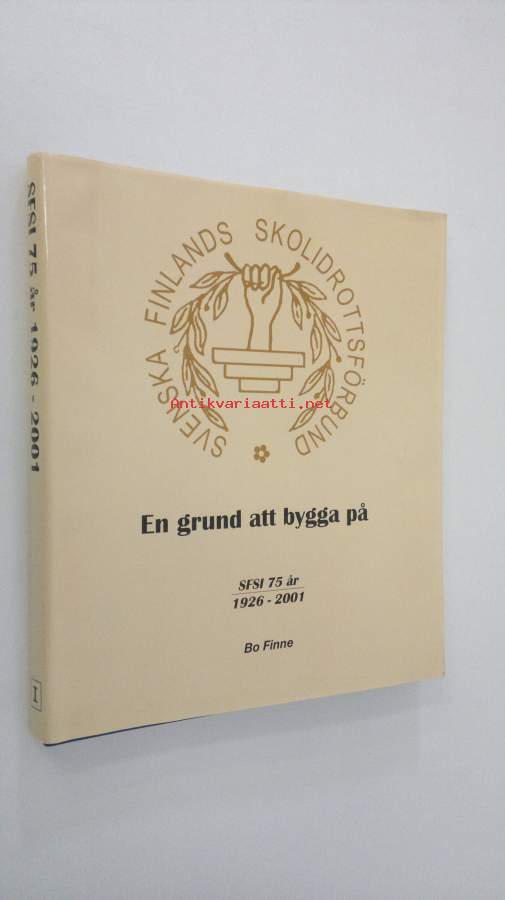 SFSI 75 år 1926 - 2001
I
SVENSKA FINLANDS SKOLIDROTTSFÖRBUND
Antikvariaatti.net
En grund att bygga på
SFSI 75 år
1926 - 2001
Bo Finne